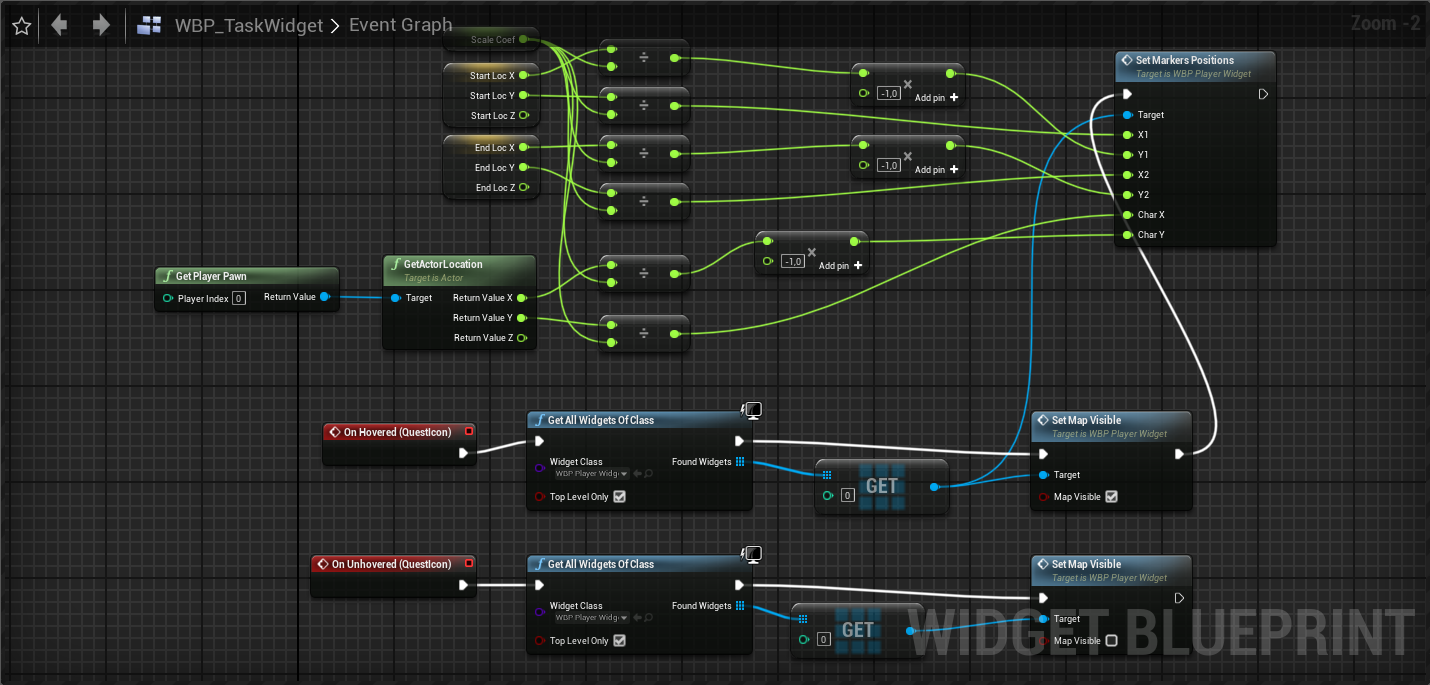 WBP_TaskWidget > Event Graph
Zoom -2
Scale Coef
Start Loc X
Start Loc Y
Start Loc Z
End Loc X
End Loc Y
End Loc Z
÷
÷
÷
÷
÷
÷
-1,0
×
Add pin +
-1,0
×
Add pin +
-1,0
×
Add pin +
Set Markers Positions
Target is WBP Player Widget
Target
X1
Y1
X2
Y2
Char X
Char Y
f Get Player Pawn
Player Index 0
Return Value
f GetActorLocation
Target is Actor
Target
Return Value X
Return Value Y
Return Value Z
On Hovered (QuestIcon)
f Get All Widgets Of Class
Widget Class
WBP Player Widg
Found Widgets
Top Level Only
0
GET
Set Map Visible
Target is WBP Player Widget
Target
Map Visible
On Unhovered (QuestIcon)
f Get All Widgets Of Class
Widget Class
WBP Player Widg
Found Widgets
Top Level Only
0
GET
Set Map Visible
Target is WBP Player Widget
Target
Map Visible
WIDGET BLUEPRINT